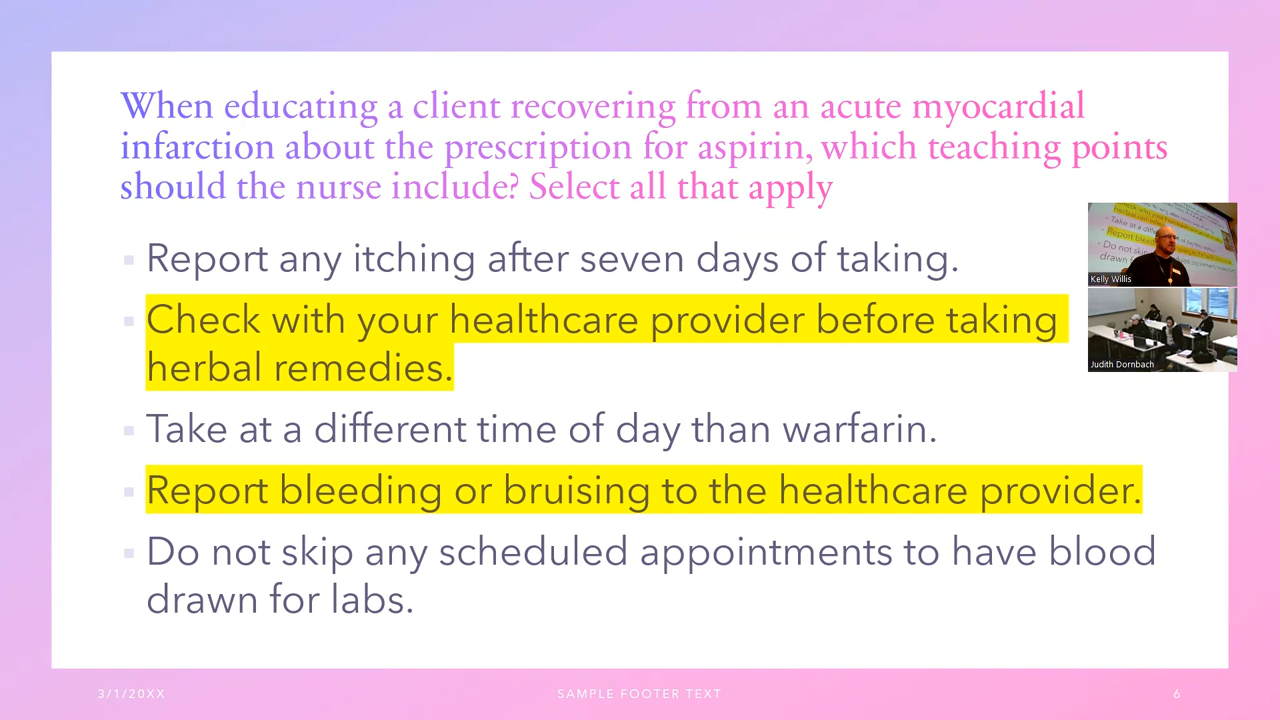 When educating a client recovering from an acute myocardial
infarction about the prescription for aspirin, which teaching points
should the nurse include? Select all that apply
Report any itching after seven days of taking.
Check with your healthcare provider before taking
herbal remedies.
Take at a different time of day than warfarin.
Report bleeding or bruising to the healthcare provider.
Do not skip any scheduled appointments to have blood
drawn for labs.
Kelly Willis
Judith Dornbach
3/1/20XX
SAMPLE FOOTER TEXT
6